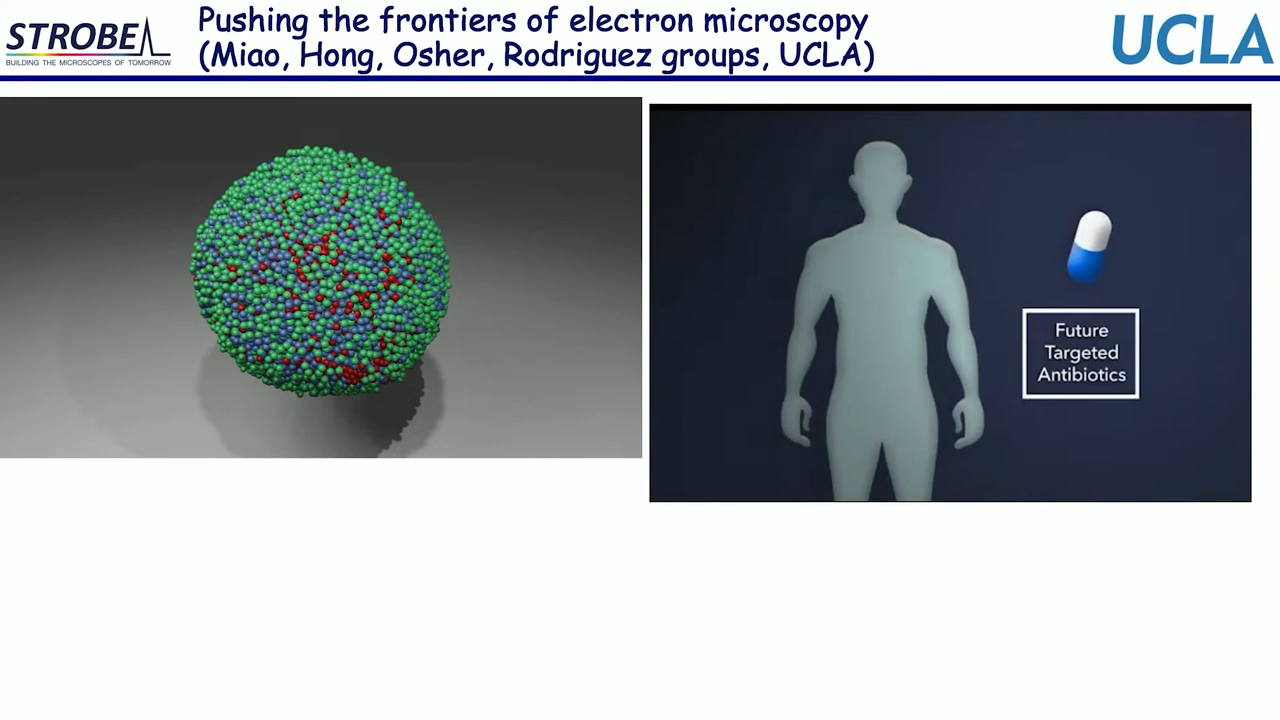 STROBE
BUILDING THE MICROSCOPES OF TOMORROW
Pushing the frontiers of electron microscopy
(Miao, Hong, Osher, Rodriguez groups, UCLA)
UCLA
Future
Targeted
Antibiotics